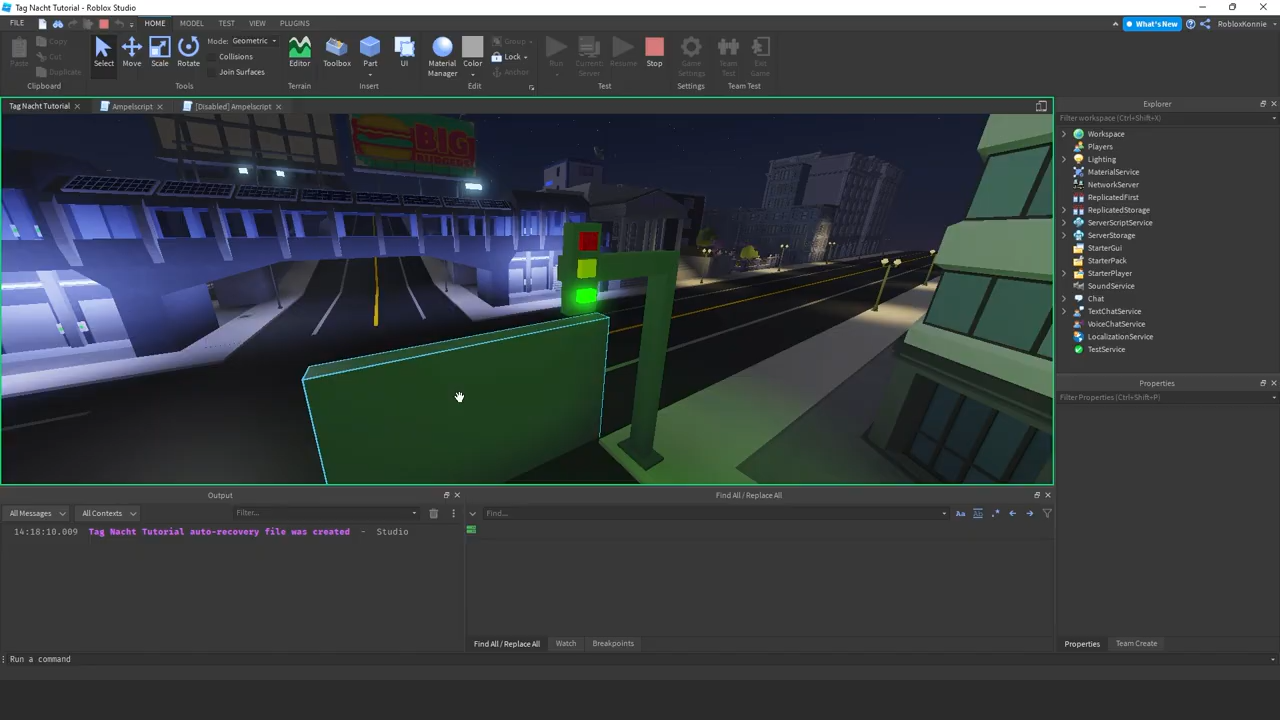 Tag Nacht Tutorial - Roblox Studio
FILE HOME MODEL TEST VIEW PLUGINS What's New RobloxKonnie
Paste Copy Cut Duplicate
Select Move Scale Rotate
Mode: Geometric
Collisions
Join Surfaces
Editor Toolbox Part UI
Material Manager Color
Group
Lock
Anchor
Run Current: Server Resume Stop
Game Settings Team Test Exit Game
Clipboard Tools Terrain Insert Edit Test Settings Team Test
Tag Nacht Tutorial Ampelscript [Disabled] Ampelscript
BIG
BURGERS
Explorer
Filter workspace (Ctrl+Shift+X)
Workspace
Players
Lighting
MaterialService
NetworkServer
ReplicatedFirst
ReplicatedStorage
ServerScriptService
ServerStorage
StarterGui
StarterPack
StarterPlayer
SoundService
Chat
TextChatService
VoiceChatService
LocalizationService
TestService
Properties
Filter Properties (Ctrl+Shift+P)
Properties Team Create
Output
All Messages All Contexts Filter...
14:18:10.009 Tag Nacht Tutorial auto-recovery file was created - Studio
Find All / Replace All
Find...
Aa Ab .*
Find All / Replace All Watch Breakpoints
Run a command